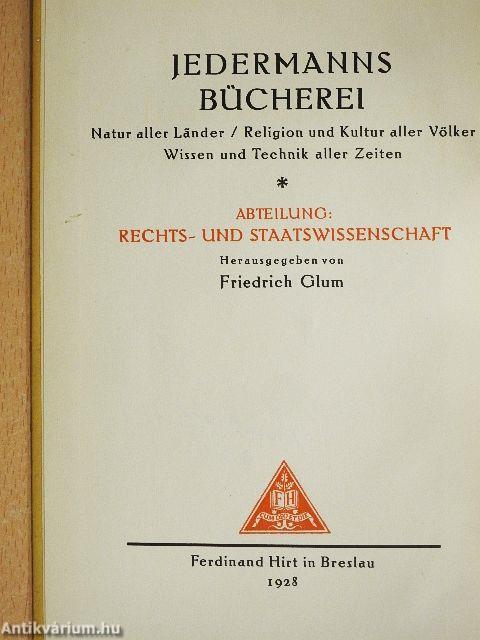 JEDERMANNS
BÜCHEREI
Natur aller Länder / Religion und Kultur aller Völker
Wissen und Technik aller Zeiten
*
ABTEILUNG:
RECHTS- UND STAATSWISSENSCHAFT
Herausgegeben von
Friedrich Glum
F H
Ferdinand Hirt in Breslau
1928
Antikvárium.hu